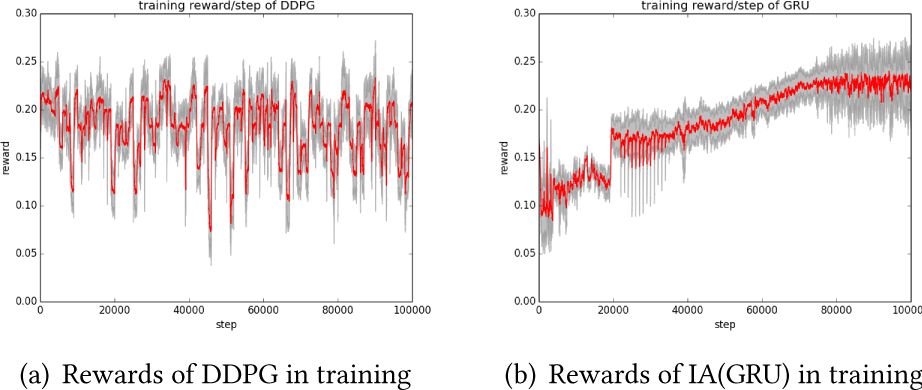 training reward/step of DDPG
0.30
0.25
0.20
0.15
0.10
0.05
0.00
reward
0 20000 40000 60000 80000 100000
step
(a) Rewards of DDPG in training
training reward/step of GRU
0.30
0.25
0.20
0.15
0.10
0.05
0.00
reward
0 20000 40000 60000 80000 10000
step
(b) Rewards of IA(GRU) in training